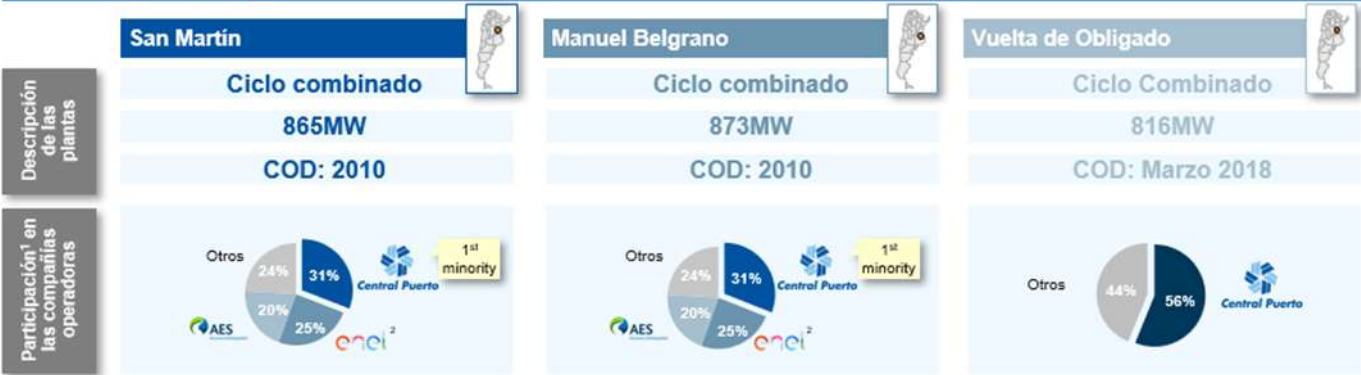 San Martín
Manuel Belgrano
Vuelta de Obligado
Descripción
de las
plantas
Ciclo combinado
Ciclo combinado
Ciclo Combinado
865MW
873MW
816MW
COD: 2010
COD: 2010
COD: Marzo 2018
Participación¹ en
las compañías
operadoras
Otros
24%
31%
20%
25%
Central Puerto
1st
minority
AES
enel²
Otros
24%
31%
20%
25%
Central Puerto
1st
minority
AES
enel²
Otros
44%
56%
Central Puerto